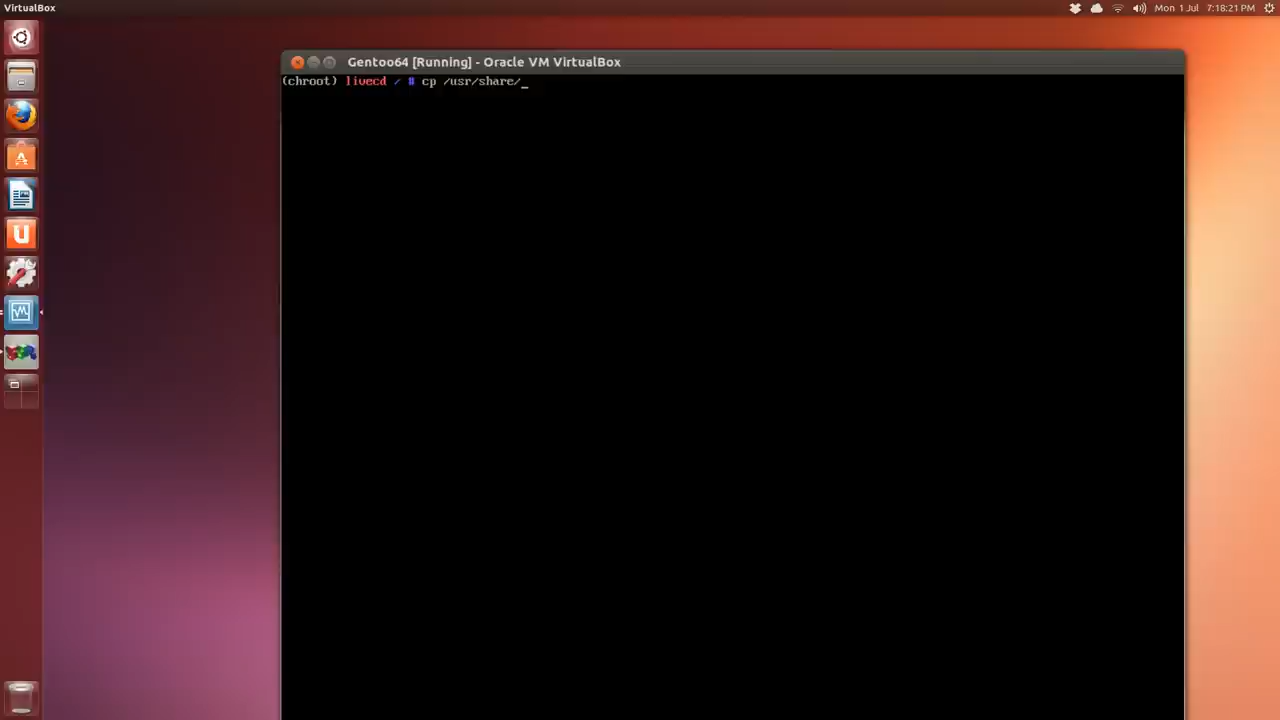 VirtualBox
Mon 1 Jul 7:18:21 PM
Gentoo64 [Running] - Oracle VM VirtualBox
(chroot) livecd / # cp /usr/share/_